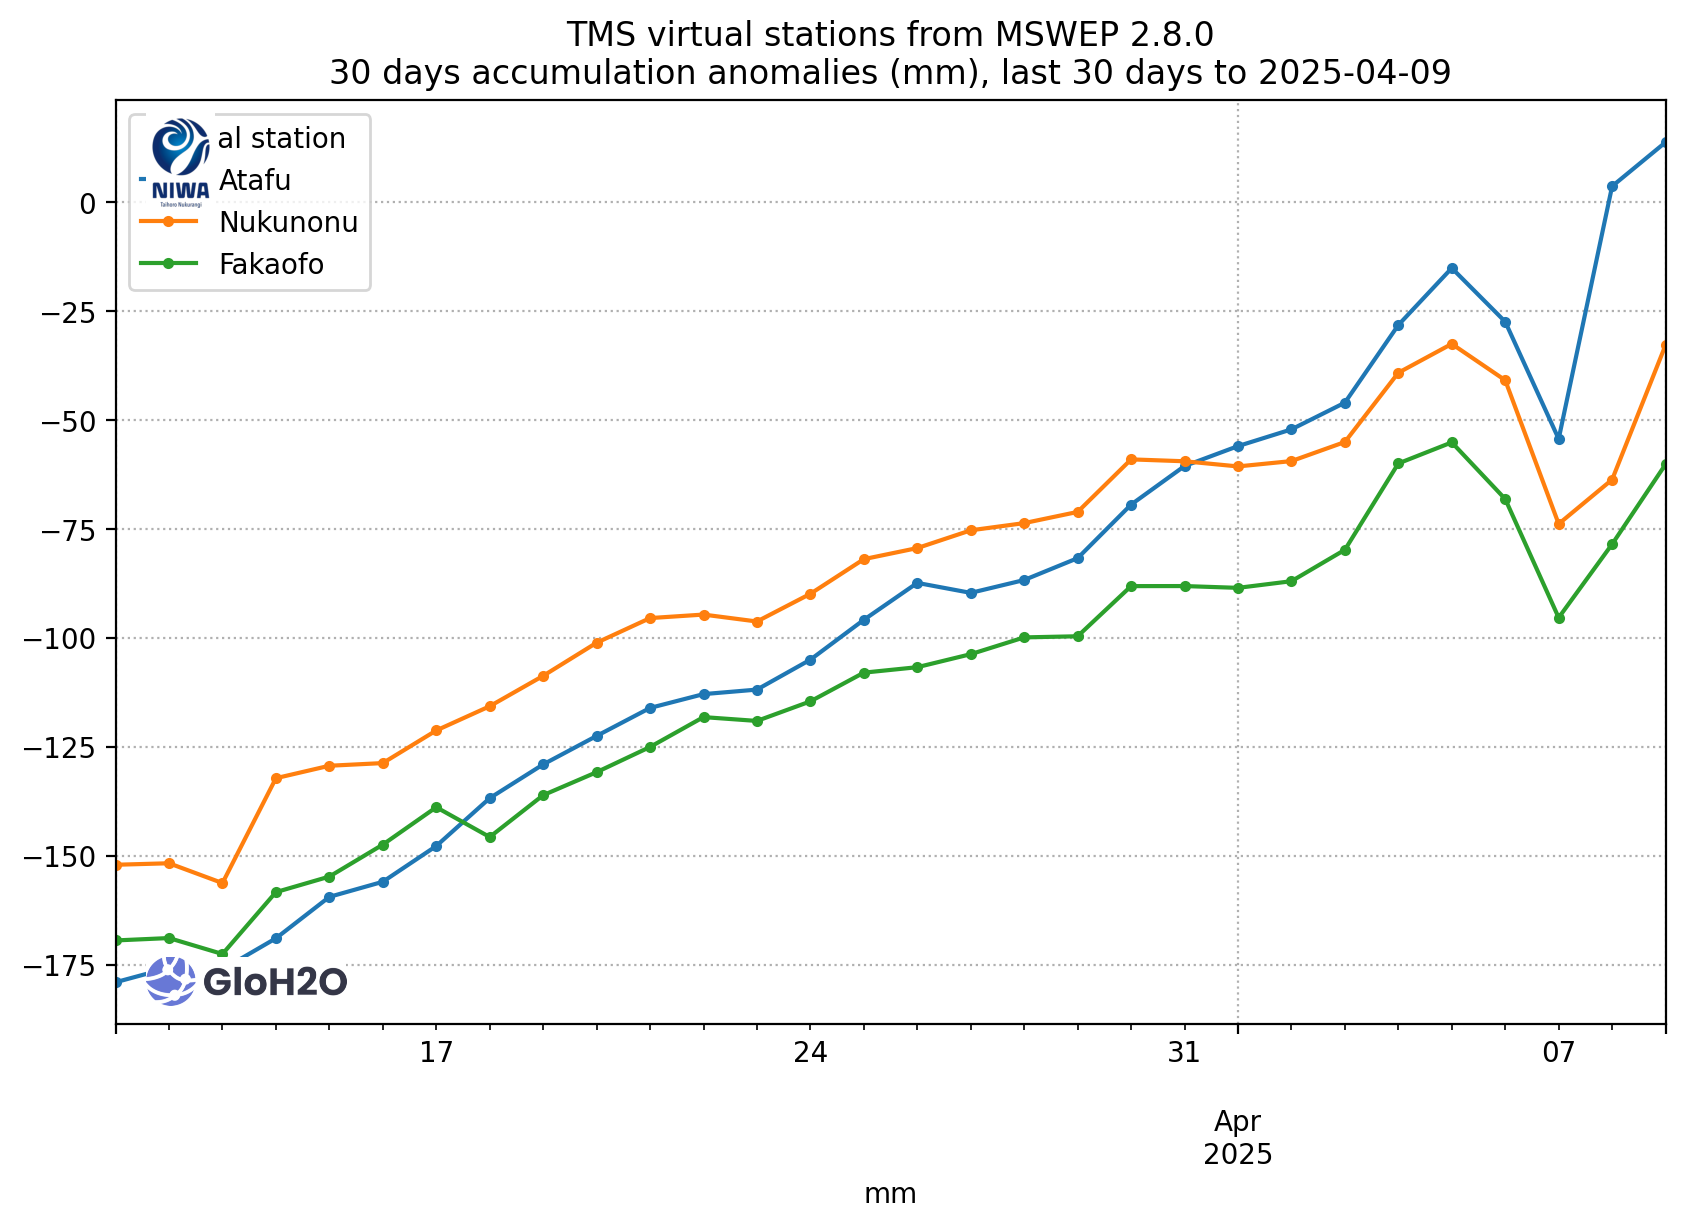 TMS virtual stations from MSWEP 2.8.0
30 days accumulation anomalies (mm), last 30 days to 2025-04-09
al station
NIWA
Taihoro Nukurangi
Atafu
Nukunonu
Fakaofo
0
−25
−50
−75
−100
−125
−150
−175
GloH2O
17
24
31
07
Apr
2025
mm